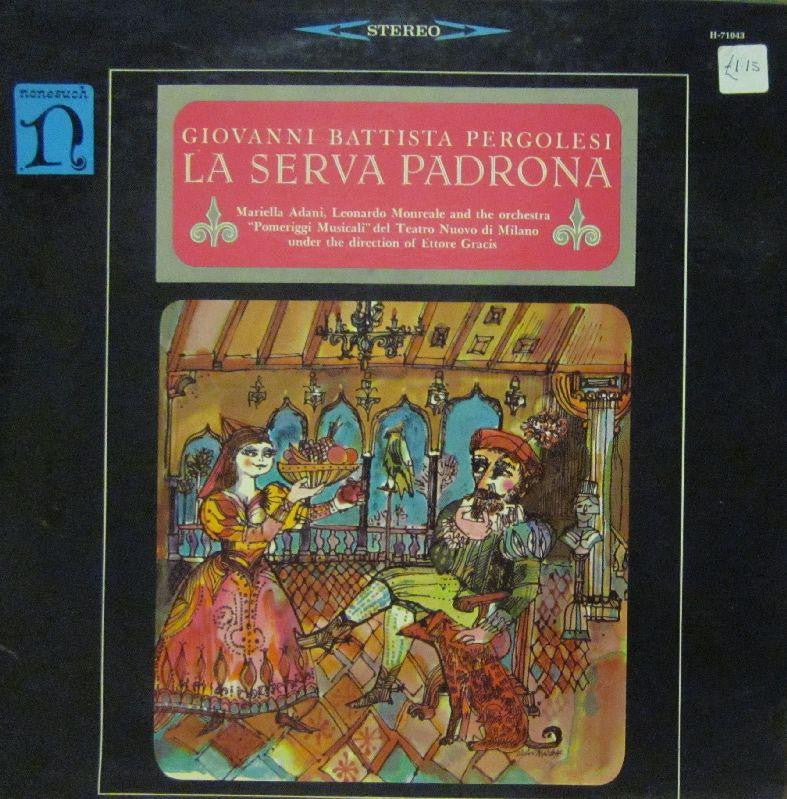 STEREO
H-71043
£1.15
nonesuch
n
GIOVANNI BATTISTA PERGOLESI
LA SERVA PADRONA
Mariella Adani, Leonardo Monreale and the orchestra
"Pomeriggi Musicali" del Teatro Nuovo di Milano
under the direction of Ettore Gracis